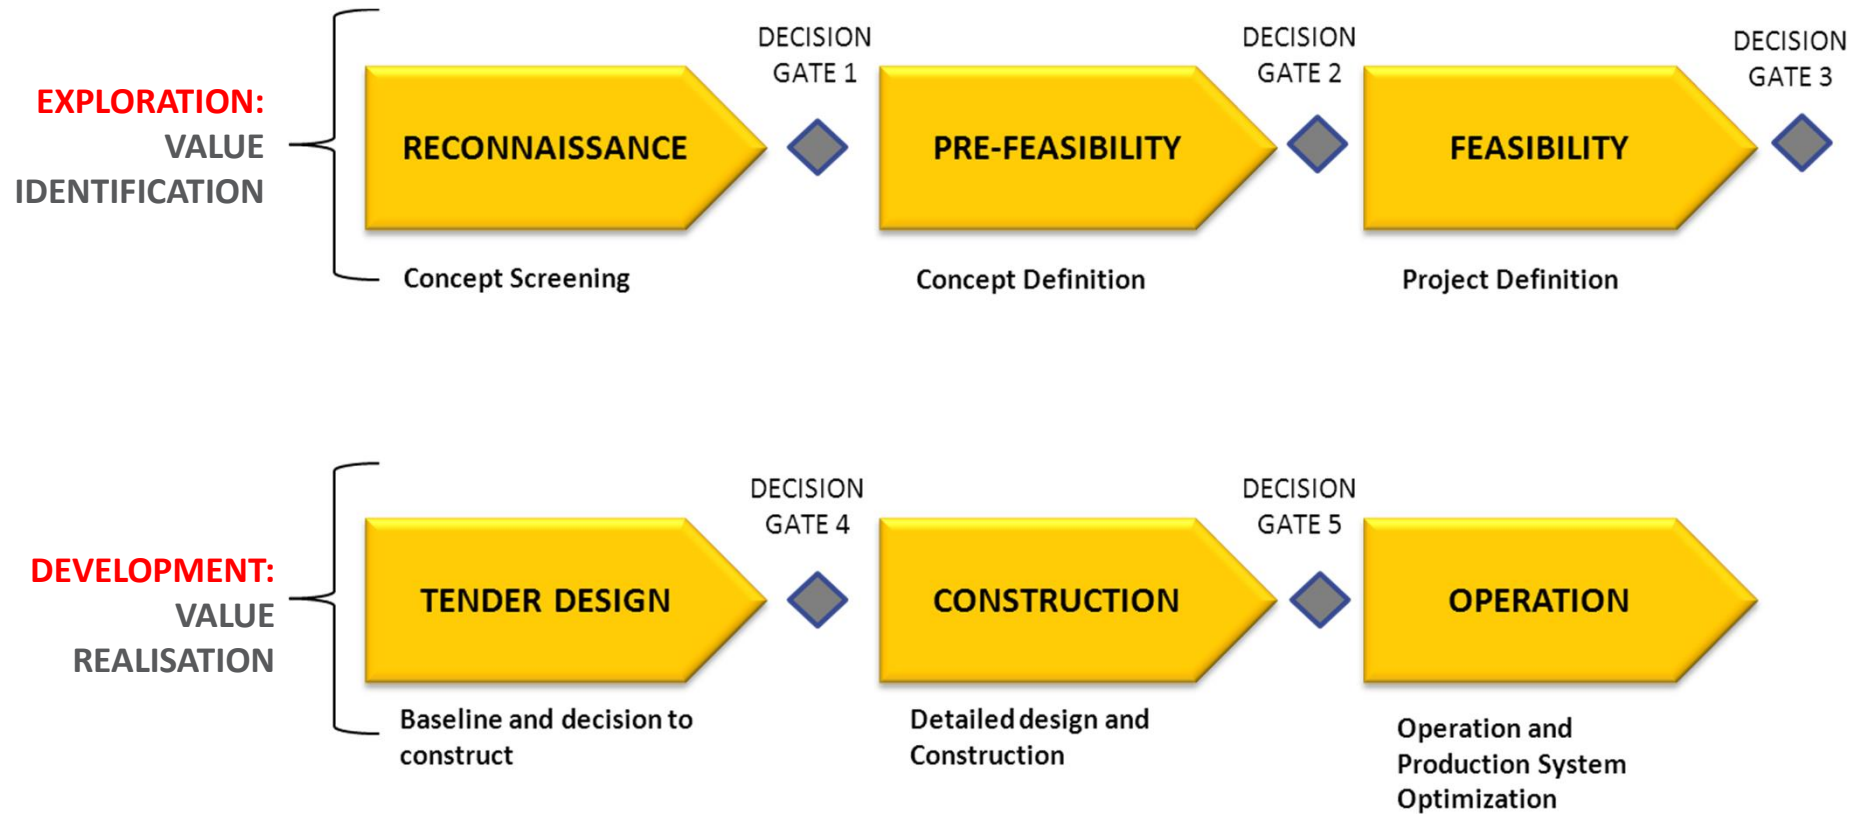 EXPLORATION:
VALUE
IDENTIFICATION
RECONNAISSANCE
Concept Screening
DECISION
GATE 1
PRE-FEASIBILITY
Concept Definition
DECISION
GATE 2
FEASIBILITY
Project Definition
DECISION
GATE 3
DEVELOPMENT:
VALUE
REALISATION
TENDER DESIGN
Baseline and decision to
construct
DECISION
GATE 4
CONSTRUCTION
Detailed design and
Construction
DECISION
GATE 5
OPERATION
Operation and
Production System
Optimization